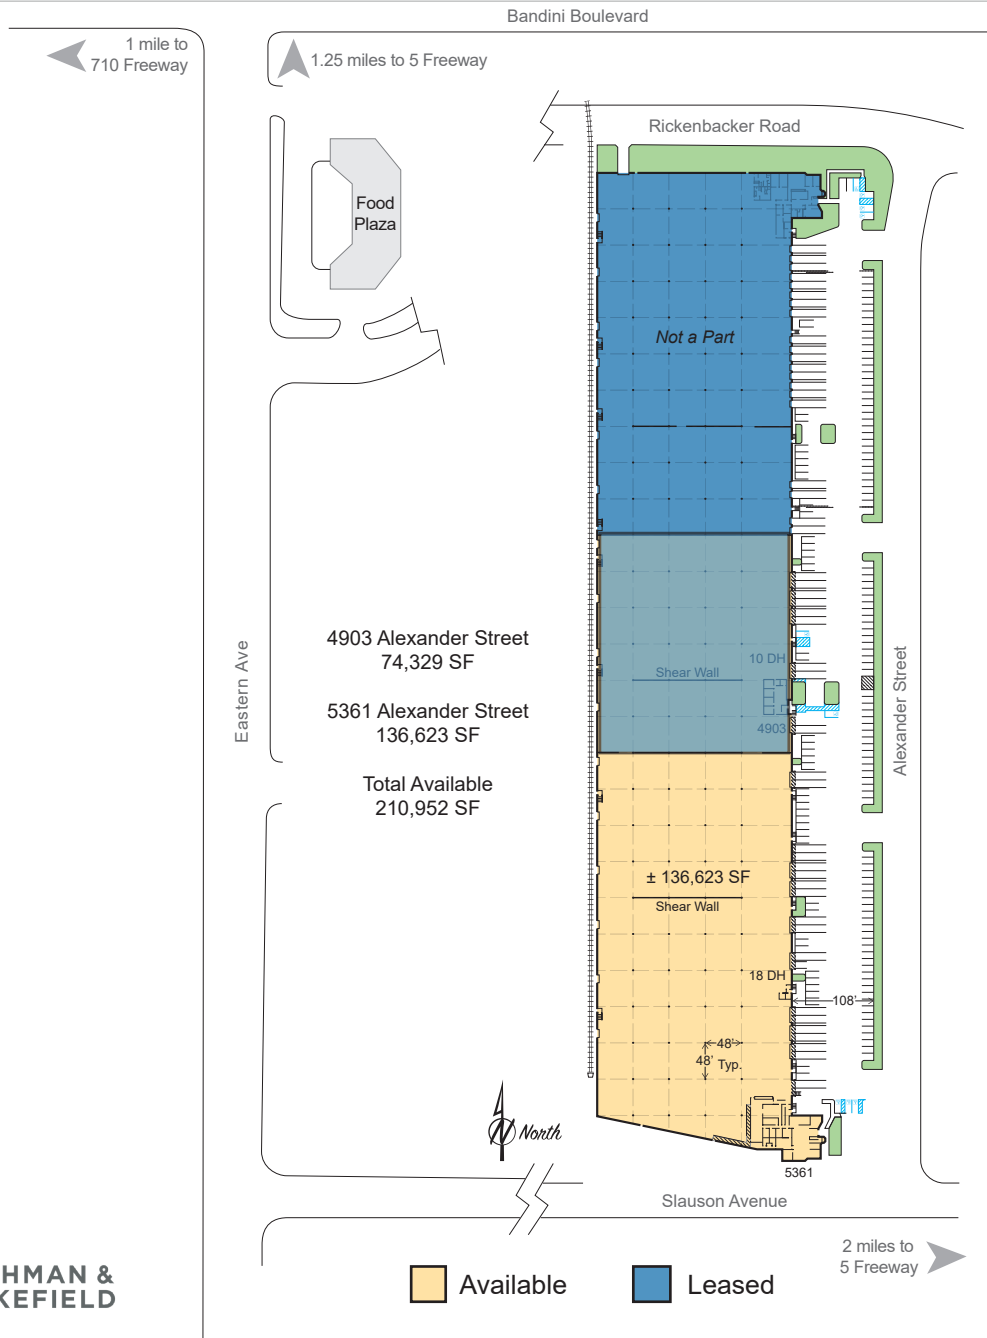 Bandini Boulevard
1 mile to
710 Freeway
1.25 miles to 5 Freeway
Rickenbacker Road
Food
Plaza
Not a Part
4903 Alexander Street
74,329 SF
5361 Alexander Street
136,623 SF
Total Available
210,952 SF
Eastern Ave
10 DH
Shear Wall
4903
Alexander Street
± 136,623 SF
Shear Wall
18 DH
108'
48'
48' Typ.
North
5361
Slauson Avenue
2 miles to
5 Freeway
HMAN &
KEFIELD
Available
Leased